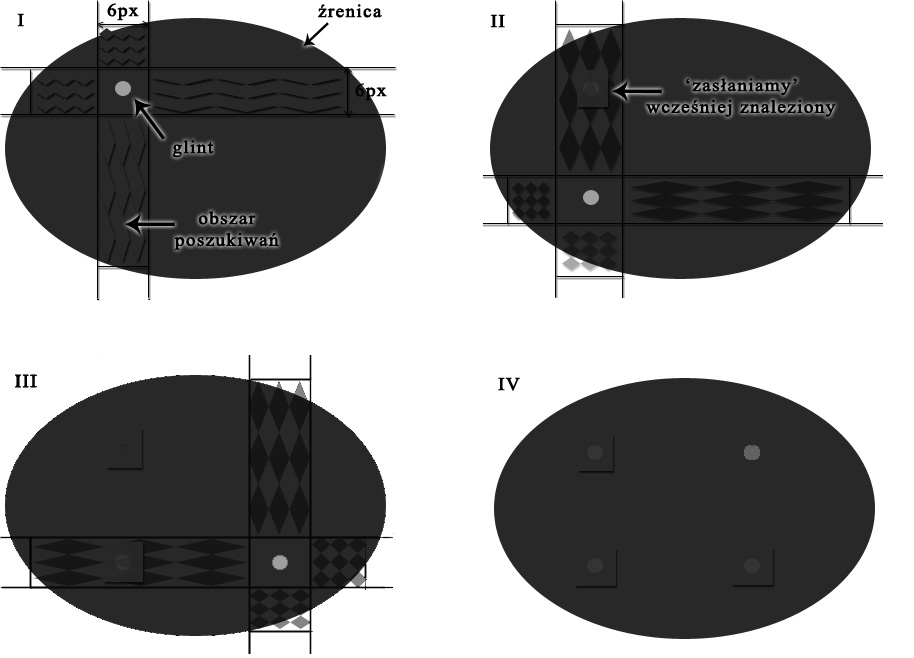 I
6px
źrenica
6px
glint
obszar
poszukiwań
II
‘zasłaniamy’
wcześniej znaleziony
III
IV